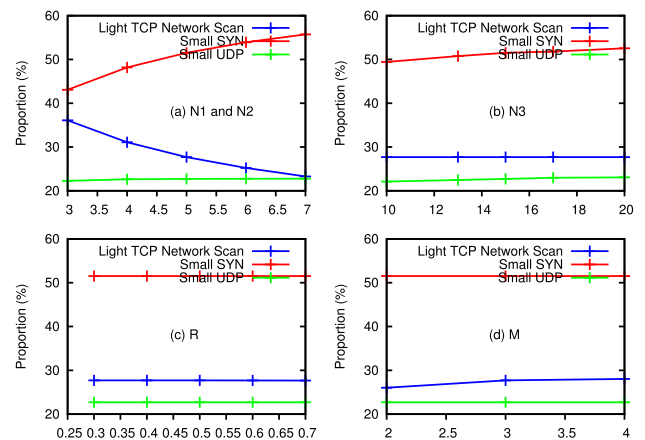 60
50
40
30
20
Proportion (%)
Light TCP Network Scan
Small SYN
Small UDP
(a) N1 and N2
3 3.5 4 4.5 5 5.5 6 6.5 7
60
50
40
30
20
Proportion (%)
Light TCP Network Scan
Small SYN
Small UDP
(b) N3
10 12 14 16 18 20
60
50
40
30
20
Proportion (%)
Light TCP Network Scan
Small SYN
Small UDP
(c) R
0.25 0.3 0.35 0.4 0.45 0.5 0.55 0.6 0.65 0.7
60
50
40
30
20
Proportion (%)
Light TCP Network Scan
Small SYN
Small UDP
(d) M
2 2.5 3 3.5 4